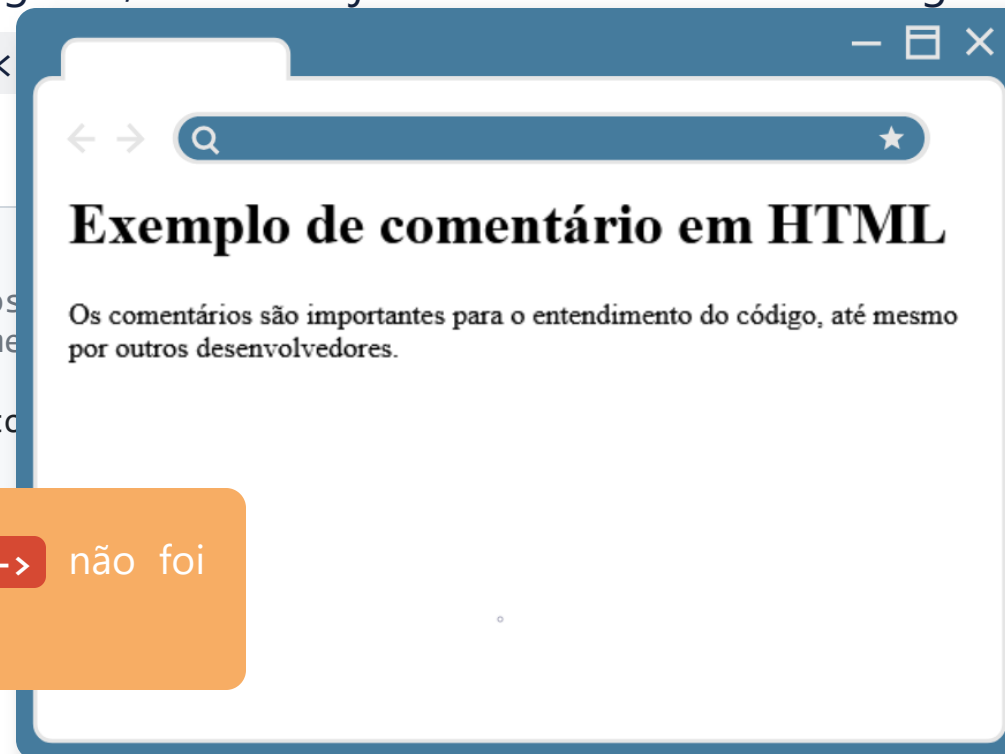 Exemplo de comentário em HTML
Os comentários são importantes para o entendimento do código, até mesmo
por outros desenvolvedores.
-> não foi